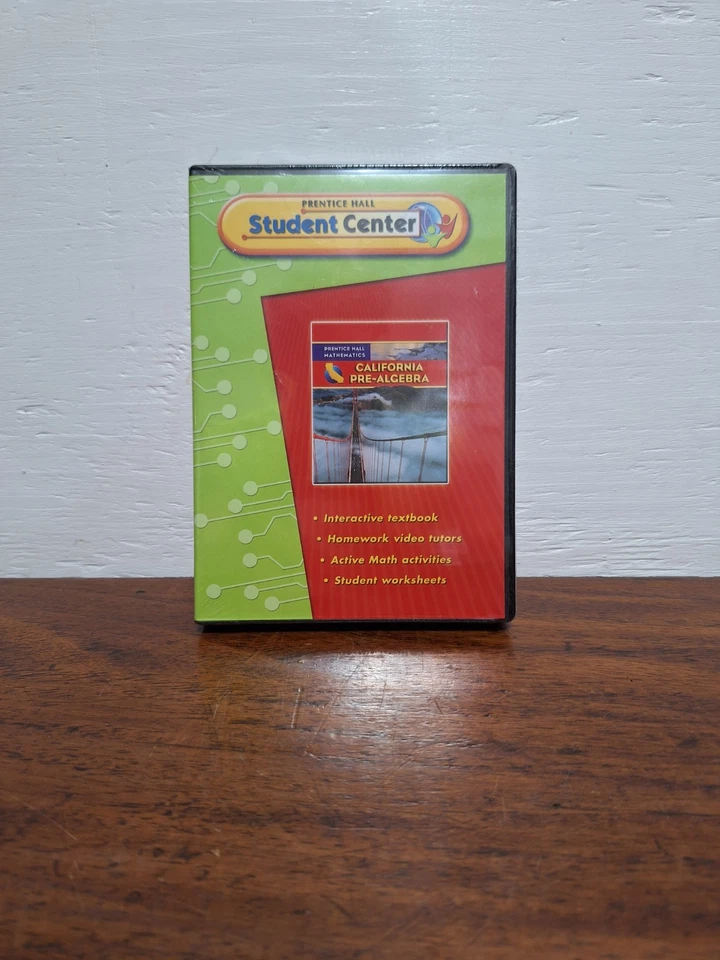 PRENTICE HALL
Student Center
PRENTICE HALL
MATHEMATICS
CALIFORNIA
PRE-ALGEBRA
• Interactive textbook
• Homework video tutors
• Active Math activities
• Student worksheets